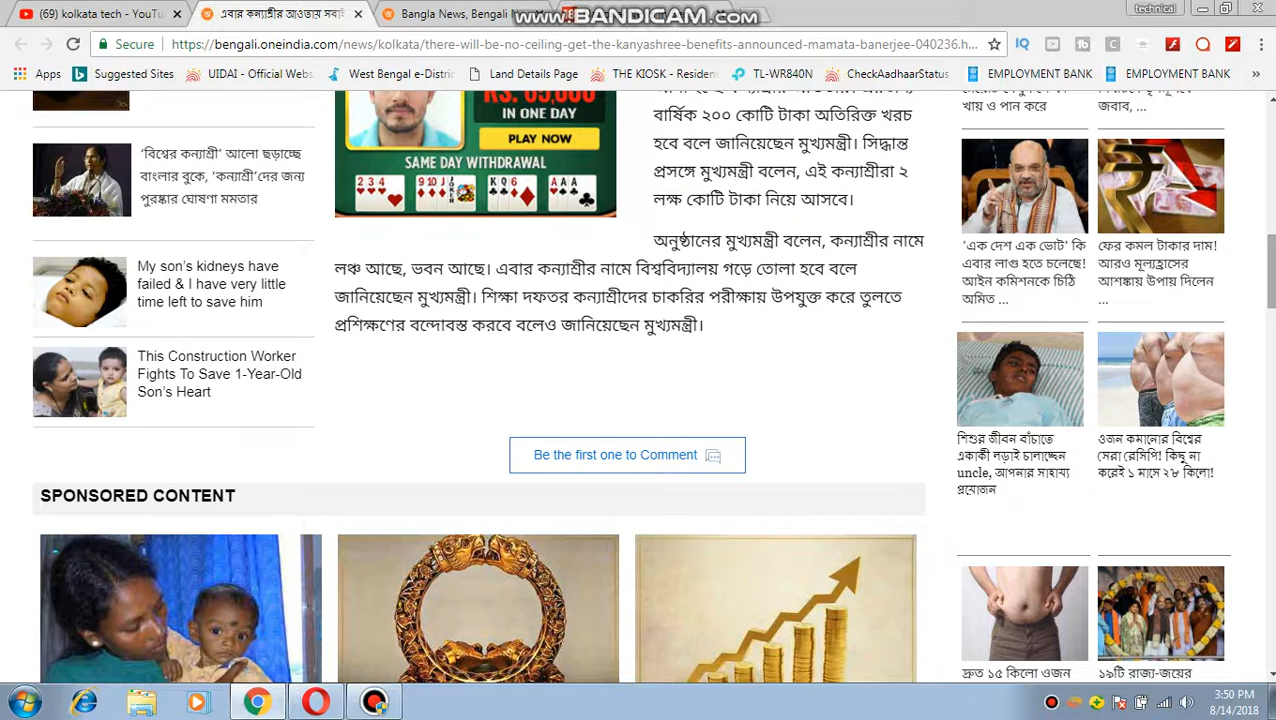 (69) kolkata tech - YouTu
এবার কন্যাশ্রীর আওতায় সবাই
Bangla News, Bengali Ne
www.BANDICAM.com
technical
Secure
https://bengali.oneindia.com/news/kolkata/there-will-be-no-ceiling-get-the-kanyashree-benefits-announced-mamata-banerjee-040236.h...
Apps
Suggested Sites
UIDAI - Official Webs
West Bengal e-Distric
Land Details Page
THE KIOSK - Residen
TL-WR840N
CheckAadhaarStatus
EMPLOYMENT BANK
EMPLOYMENT BANK
‘বিশ্বের কন্যাশ্রী’ আলো ছড়াচ্ছে
বাংলার বুকে, ‘কন্যাশ্রী’দের জন্য
পুরষ্কার ঘোষণা মমতার
My son's kidneys have
failed & I have very little
time left to save him
This Construction Worker
Fights To Save 1-Year-Old
Son's Heart
IN ONE DAY
PLAY NOW
SAME DAY WITHDRAWAL
বার্ষিক ২০০ কোটি টাকা অতিরিক্ত খরচ
হবে বলে জানিয়েছেন মুখ্যমন্ত্রী। সিদ্ধান্ত
প্রসঙ্গে মুখ্যমন্ত্রী বলেন, এই কন্যাশ্রীরা ২
লক্ষ কোটি টাকা নিয়ে আসবে।
অনুষ্ঠানের মুখ্যমন্ত্রী বলেন, কন্যাশ্রীর নামে
লঞ্চ আছে, ভবন আছে। এবার কন্যাশ্রীর নামে বিশ্ববিদ্যালয় গড়ে তোলা হবে বলে
জানিয়েছেন মুখ্যমন্ত্রী। শিক্ষা দফতর কন্যাশ্রীদের চাকরির পরীক্ষায় উপযুক্ত করে তুলতে
প্রশিক্ষণের বন্দোবস্ত করবে বলেও জানিয়েছেন মুখ্যমন্ত্রী।
Be the first one to Comment
SPONSORED CONTENT
খায় ও পান করে
জবাব, ...
'এক দেশ এক ভোট' কি
এবার লাগু হতে চলেছে!
আইন কমিশনকে চিঠি
অমিত ...
ফের কমল টাকার দাম!
আরও মূল্যহ্রাসের
আশঙ্কায় উপায় দিলেন
...
শিশুর জীবন বাঁচাতে
একাকী লড়াই চালাচ্ছেন
uncle, আপনার সাহায্য
প্রয়োজন
ওজন কমানোর বিশ্বের
সেরা রেসিপি! কিছু না
করেই ১ মাসে ২৮ কিলো!
দ্রুত ১৫ কিলো ওজন
১৯টি রাজ্য-জয়ের
3:50 PM
8/14/2018